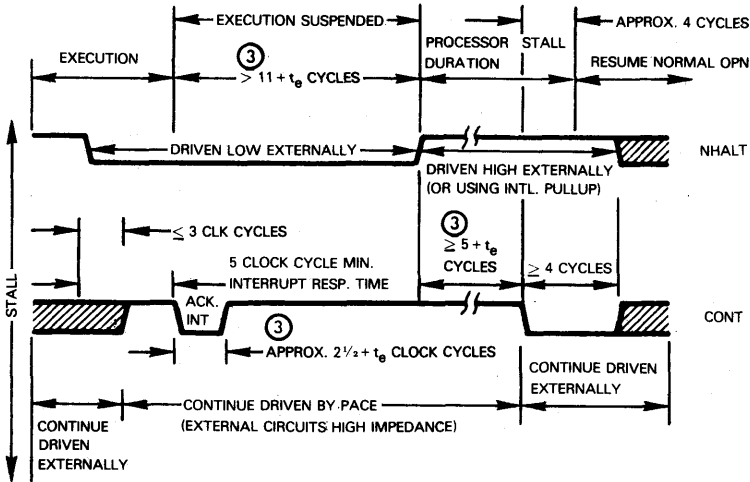 EXECUTION SUSPENDED
APPROX. 4 CYCLES
PROCESSOR STALL
DURATION
EXECUTION
③
> 11 + te CYCLES
RESUME NORMAL OPN
DRIVEN LOW EXTERNALLY
NHALT
DRIVEN HIGH EXTERNALLY
(OR USING INTL. PULLUP)
STALL
≤ 3 CLK CYCLES
③
≥ 5 + te
CYCLES
5 CLOCK CYCLE MIN.
INTERRUPT RESP. TIME
≥ 4 CYCLES
ACK.
INT
CONT
③
APPROX. 2 1/2 + te CLOCK CYCLES
CONTINUE DRIVEN
EXTERNALLY
CONTINUE DRIVEN BY PACE
(EXTERNAL CIRCUITS HIGH IMPEDANCE)
CONTINUE
DRIVEN
EXTERNALLY